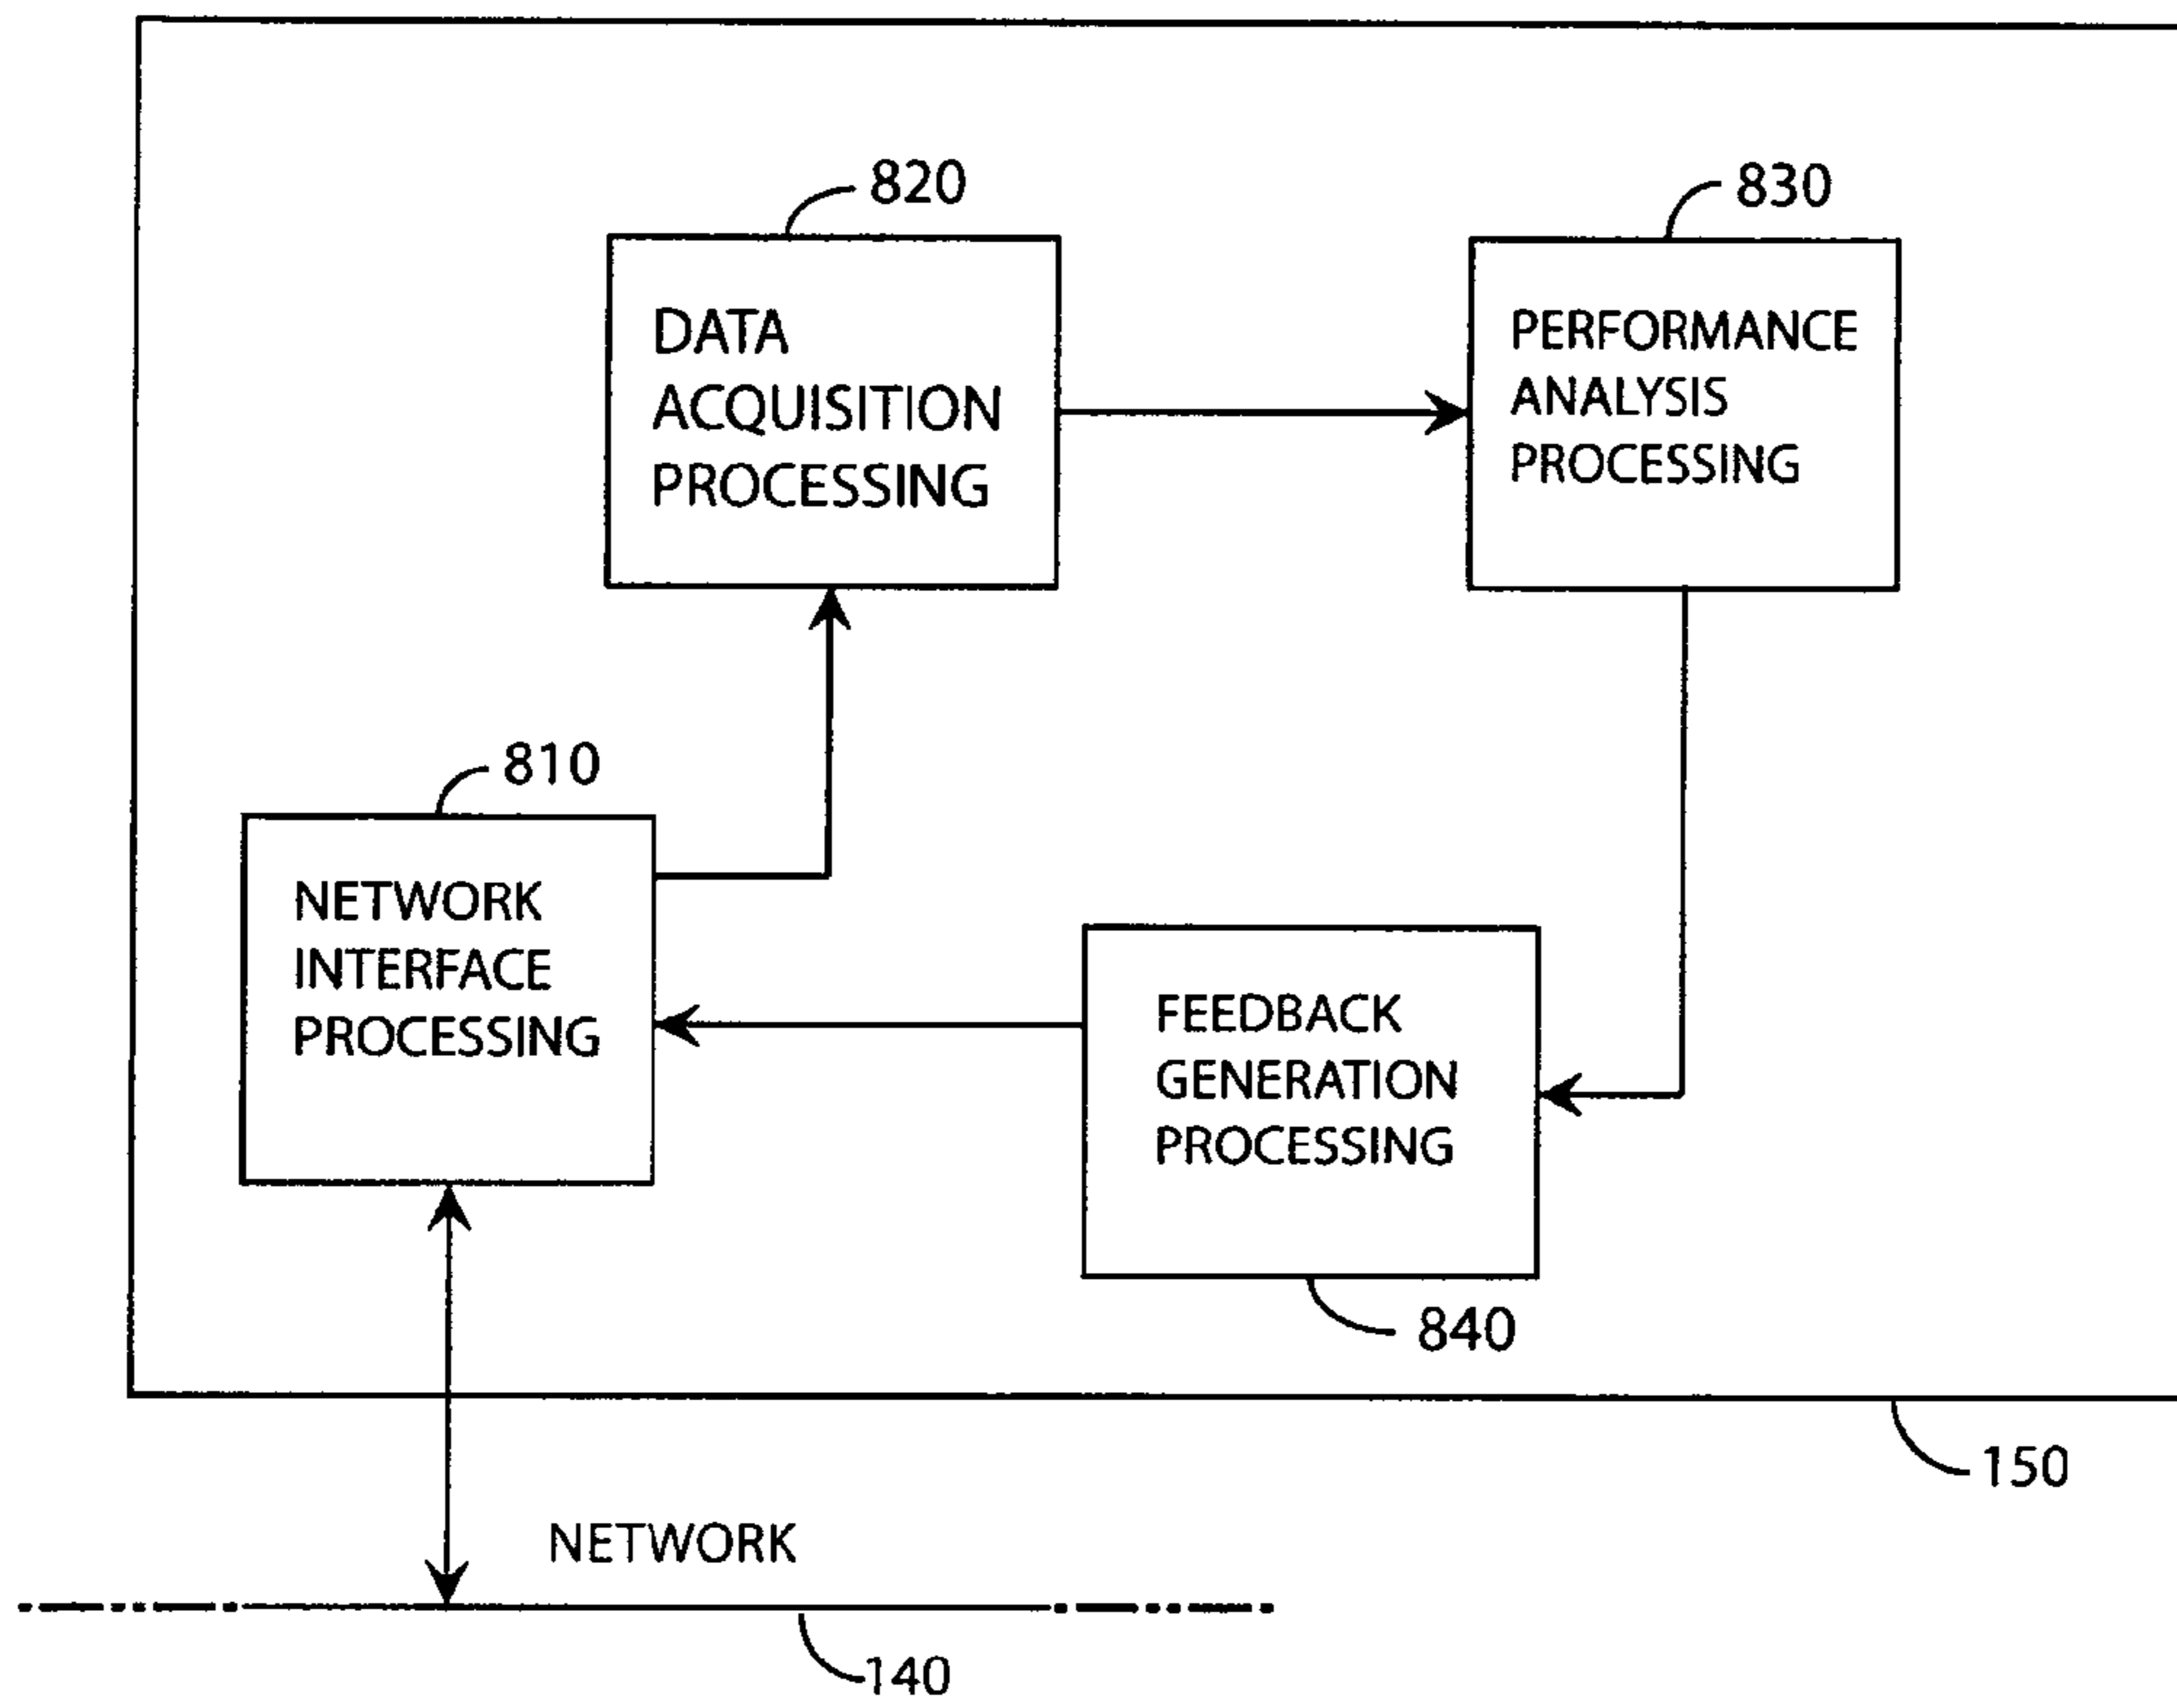 820
DATA
ACQUISITION
PROCESSING
830
PERFORMANCE
ANALYSIS
PROCESSING
810
NETWORK
INTERFACE
PROCESSING
FEEDBACK
GENERATION
PROCESSING
840
150
NETWORK
140